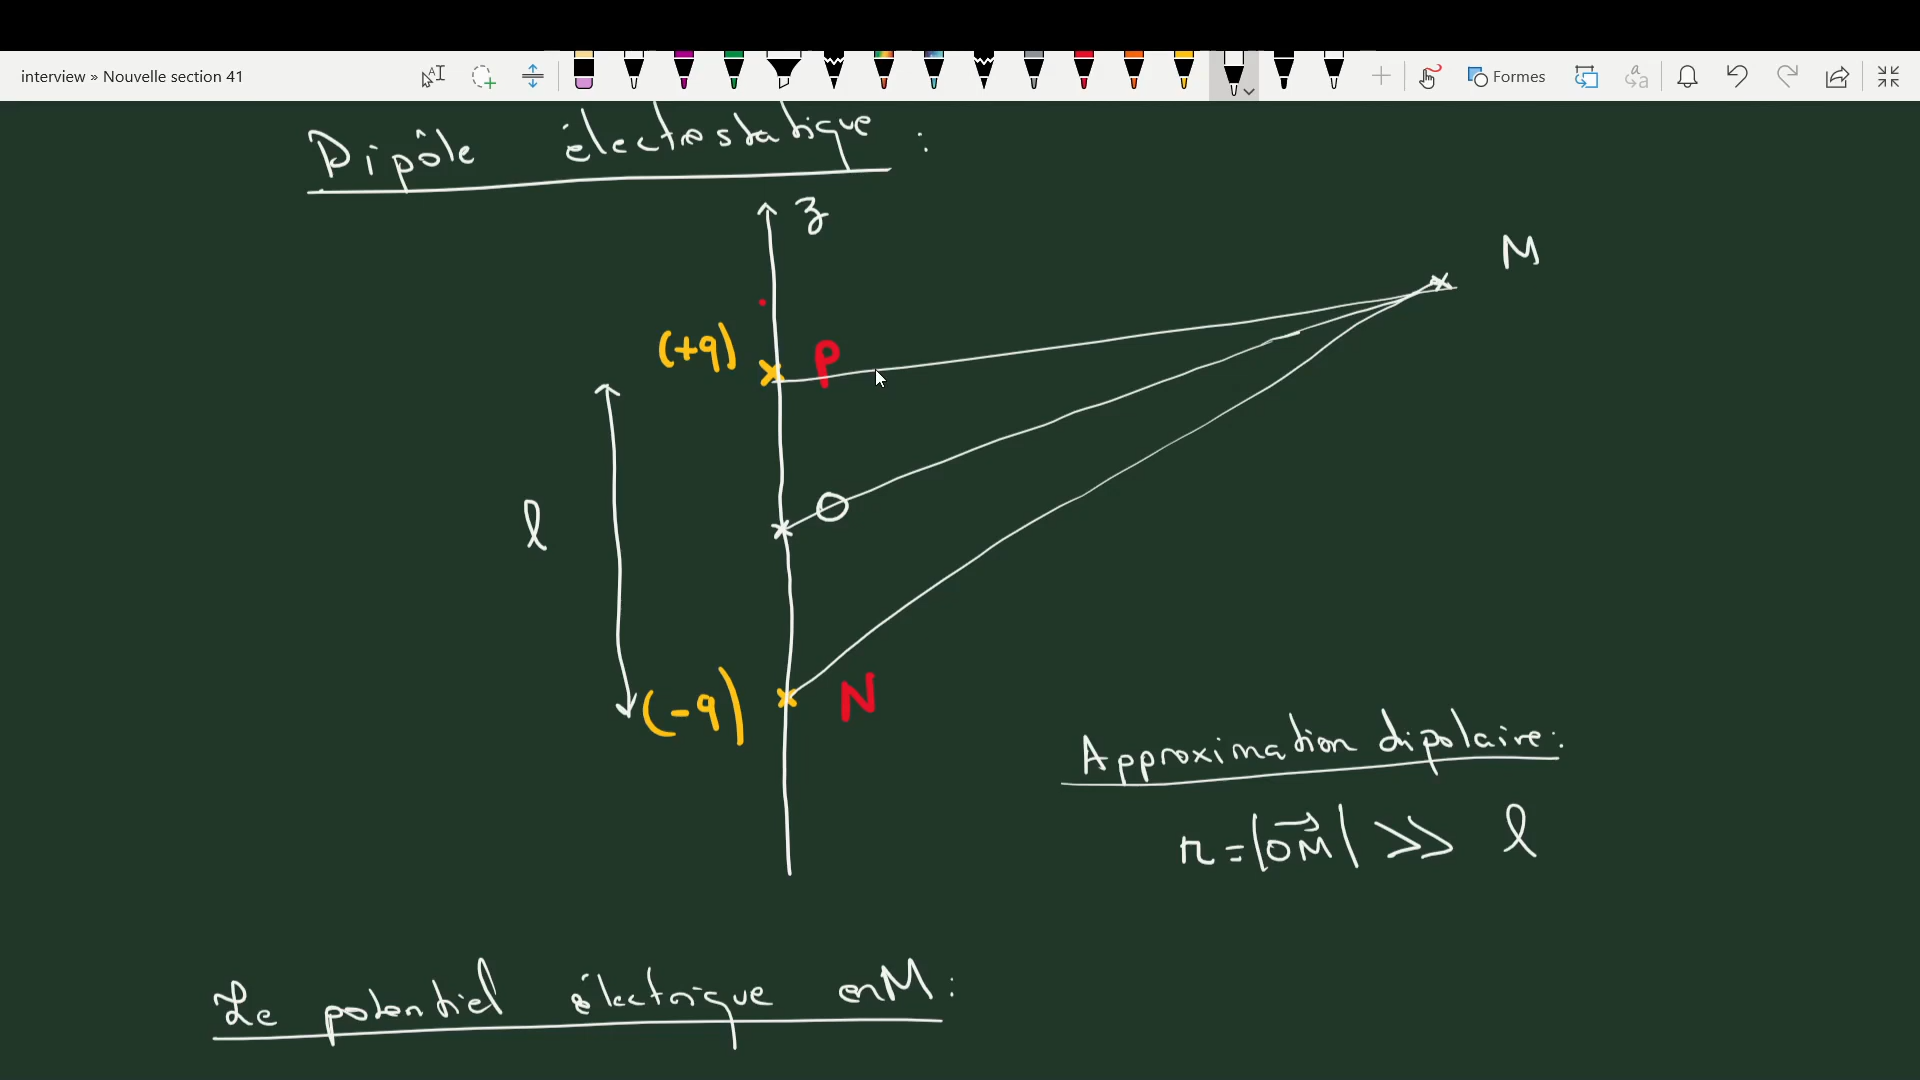 interview » Nouvelle section 41
Formes
Dipôle électrostatique :
z
M
(+q)
P
l
O
(-q)
N
Approximation dipolaire:
r = |OM| >> l
Le potentiel électrique en M :